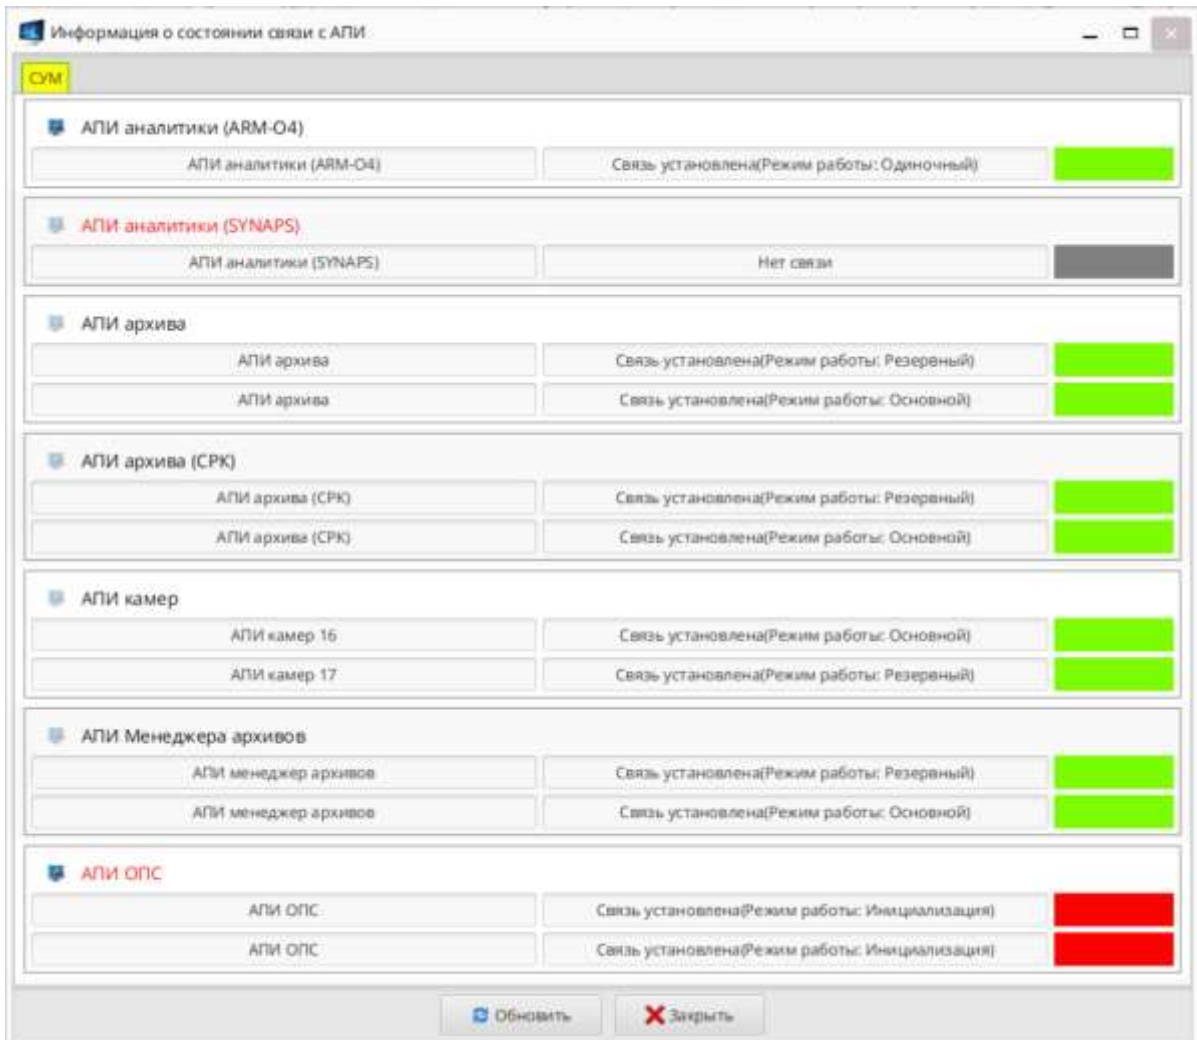 Информация о состоянии связи с АПИ
СУМ
АПИ аналитики (ARM-O4)
АПИ аналитики (ARM-O4) Связь установлена(Режим работы: Одиночный)
АПИ аналитики (SYNAPS)
АПИ аналитики (SYNAPS) Нет связи
АПИ архива
АПИ архива Связь установлена(Режим работы: Резервный)
АПИ архива Связь установлена(Режим работы: Основной)
АПИ архива (СРК)
АПИ архива (СРК) Связь установлена(Режим работы: Резервный)
АПИ архива (СРК) Связь установлена(Режим работы: Основной)
АПИ камер
АПИ камер 16 Связь установлена(Режим работы: Основной)
АПИ камер 17 Связь установлена(Режим работы: Резервный)
АПИ Менеджера архивов
АПИ менеджер архивов Связь установлена(Режим работы: Резервный)
АПИ менеджер архивов Связь установлена(Режим работы: Основной)
АПИ ОПС
АПИ ОПС Связь установлена(Режим работы: Инициализация)
АПИ ОПС Связь установлена(Режим работы: Инициализация)
Обновить Закрыть